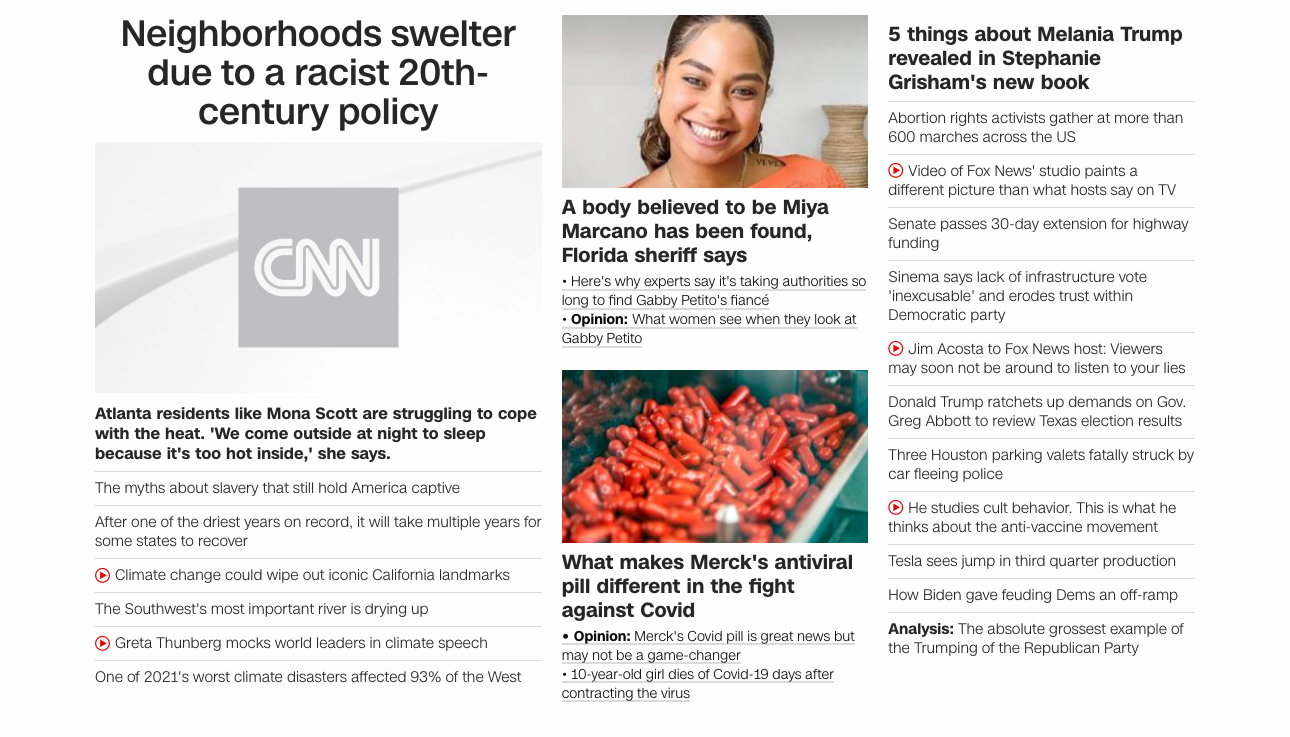 Neighborhoods swelter
due to a racist 20th-
century policy
CNN
Atlanta residents like Mona Scott are struggling to cope
with the heat. 'We come outside at night to sleep
because it's too hot inside,' she says.
The myths about slavery that still hold America captive
After one of the driest years on record, it will take multiple years for
some states to recover
Climate change could wipe out iconic California landmarks
The Southwest's most important river is drying up
Greta Thunberg mocks world leaders in climate speech
One of 2021's worst climate disasters affected 93% of the West
A body believed to be Miya
Marcano has been found,
Florida sheriff says
• Here's why experts say it's taking authorities so
long to find Gabby Petito's fiancé
• Opinion: What women see when they look at
Gabby Petito
What makes Merck's antiviral
pill different in the fight
against Covid
• Opinion: Merck's Covid pill is great news but
may not be a game-changer
• 10-year-old girl dies of Covid-19 days after
contracting the virus
5 things about Melania Trump
revealed in Stephanie
Grisham's new book
Abortion rights activists gather at more than
600 marches across the US
Video of Fox News' studio paints a
different picture than what hosts say on TV
Senate passes 30-day extension for highway
funding
Sinema says lack of infrastructure vote
'inexcusable' and erodes trust within
Democratic party
Jim Acosta to Fox News host: Viewers
may soon not be around to listen to your lies
Donald Trump ratchets up demands on Gov.
Greg Abbott to review Texas election results
Three Houston parking valets fatally struck by
car fleeing police
He studies cult behavior. This is what he
thinks about the anti-vaccine movement
Tesla sees jump in third quarter production
How Biden gave feuding Dems an off-ramp
Analysis: The absolute grossest example of
the Trumping of the Republican Party